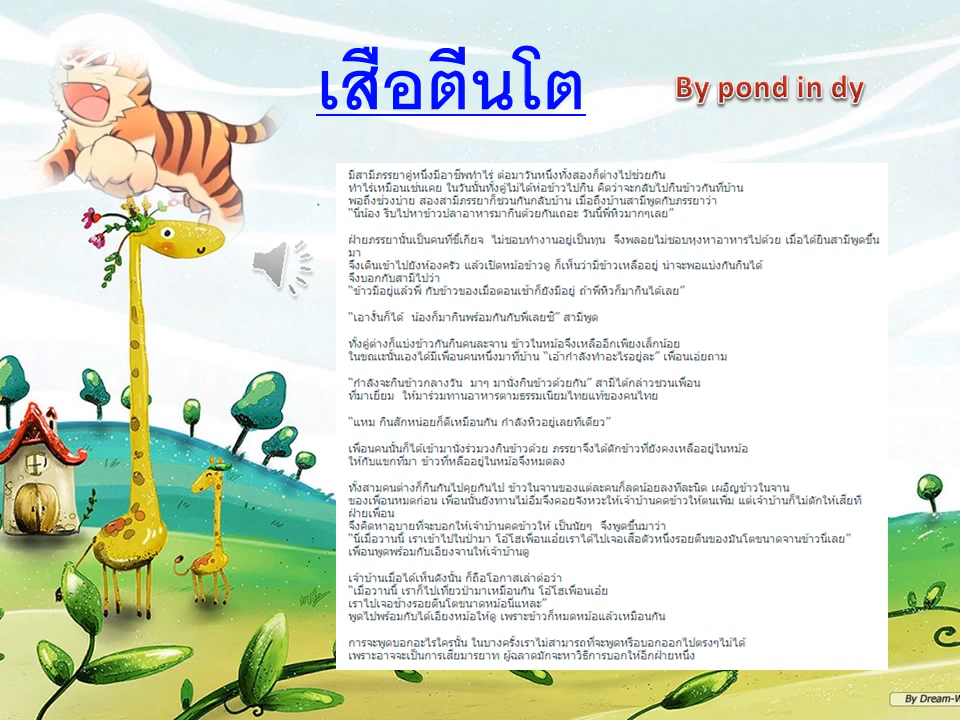 เสือตีนโต
By pond in dy
มีสามีภรรยาคู่หนึ่งมีอาชีพทำไร่ ต่อมาวันหนึ่งทั้งสองก็ต่างไปช่วยกัน
ทำไร่เหมือนเช่นเคย ในวันนั้นทั้งคู่ไม่ได้ห่อข้าวไปกิน คิดว่าจะกลับไปกินข้าวกันที่บ้าน
พอถึงช่วงบ่าย สองสามีภรรยาก็ชวนกันกลับบ้าน เมื่อถึงบ้านสามีพูดกับภรรยาว่า
"นี่น้อง รีบไปหาข้าวปลาอาหารมากินด้วยกันเถอะ วันนี้พี่หิวมากๆเลย"
ฝ่ายภรรยานั้นเป็นคนที่ขี้เกียจ ไม่ชอบทำงานอยู่เป็นทุน จึงพลอยไม่ชอบหุงหาอาหารไปด้วย เมื่อได้ยินสามีพูดขึ้น
มา
จึงเดินเข้าไปยังห้องครัว แล้วเปิดหม้อข้าวดู ก็เห็นว่ามีข้าวเหลืออยู่ น่าจะพอแบ่งกันกินได้
จึงบอกกับสามีไปว่า
"ข้าวมีอยู่แล้วพี่ กับข้าวของเมื่อตอนเช้าก็ยังมีอยู่ ถ้าพี่หิวก็มากินได้เลย"
"เอางั้นก็ได้ น้องก็มากินพร้อมกันกับพี่เลยซิ" สามีพูด
ทั้งคู่ต่างก็แบ่งข้าวกันกินคนละจาน ข้าวในหม้อจึงเหลืออีกเพียงเล็กน้อย
ในขณะนั้นเองได้มีเพื่อนคนหนึ่งมาที่บ้าน "เอ้ากำลังทำอะไรอยู่ละ" เพื่อนเอ่ยถาม
"กำลังจะกินข้าวกลางวัน มาๆ มานั่งกินข้าวด้วยกัน" สามีได้กล่าวชวนเพื่อน
ที่มาเยี่ยม ให้มาร่วมทานอาหารตามธรรมเนียมไทยแท้ของคนไทย
"แหม กินสักหน่อยก็ดีเหมือนกัน กำลังหิวอยู่เลยทีเดียว"
เพื่อนคนนั้นก็ได้เข้ามานั่งร่วมวงกินข้าวด้วย ภรรยาจึงได้ตักข้าวที่ยังคงเหลืออยู่ในหม้อ
ให้กับแขกที่มา ข้าวที่หลืออยู่ในหม้อจึงหมดลง
ทั้งสามคนต่างก็กินกันไปคุยกันไป ข้าวในจานของแต่ละคนก็ลดน้อยลงทีละนิด เผอิญข้าวในจาน
ของเพื่อนหมดก่อน เพื่อนนั้นยังทานไม่อิ่มจึงคอยจังหวะให้เจ้าบ้านคดข้าวให้ตนเพิ่ม แต่เจ้าบ้านก็ไม่ตักให้เสียที
ฝ่ายเพื่อน
จึงคิดหาอุบายที่จะบอกให้เจ้าบ้านคดข้าวให้ เป็นนัยๆ จึงพูดขึ้นมาว่า
"นี่เมื่อวานนี้ เราเข้าไปในป่ามา โอ้โฮเพื่อนเอ๋ยเราได้ไปเจอเสือตัวหนึ่งรอยตีนของมันโตขนาดจานข้าวนี่เลย"
เพื่อนพูดพร้อมกับเอียงจานให้เจ้าบ้านดู
เจ้าบ้านเมื่อได้เห็นดังนั้น ก็ถือโอกาสเล่าต่อว่า
"เมื่อวานนี้ เราก็ไปเที่ยวป่ามาเหมือนกัน โอ้โฮเพื่อนเอ๋ย
เราไปเจอช้างรอยตีนโตขนาดหม้อนี่แหละ"
พูดไปพร้อมกับได้เอียงหม้อให้ดู เพราะข้าวก็หมดหม้อแล้วเหมือนกัน
การจะพูดบอกอะไรใครนั้น ในบางครั้งเราไม่สามารถที่จะพูดหรือบอกออกไปตรงๆไม่ได้
เพราะอาจจะเป็นการเสียมารยาท ผู้ฉลาดมักจะหาวิธีการบอกให้อีกฝ่ายหนึ่ง
By Dream-W